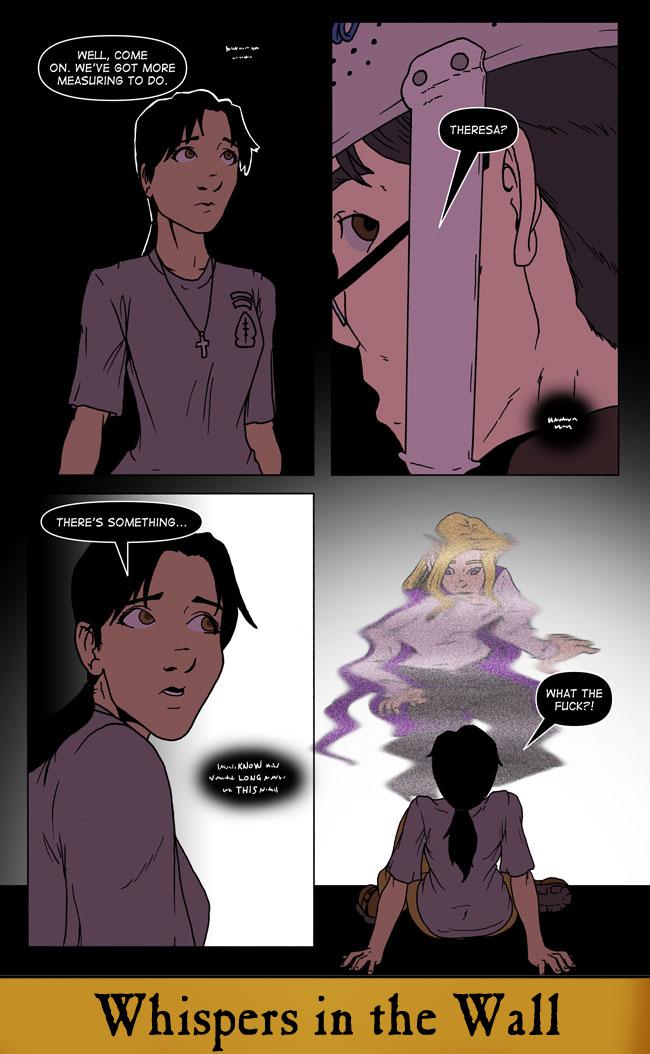 WELL, COME
ON. WE'VE GOT MORE
MEASURING TO DO.
THERESA?
THERE'S SOMETHING...
KNOW
LONG
THIS
WHAT THE
FUCK?!
Whispers in the Wall